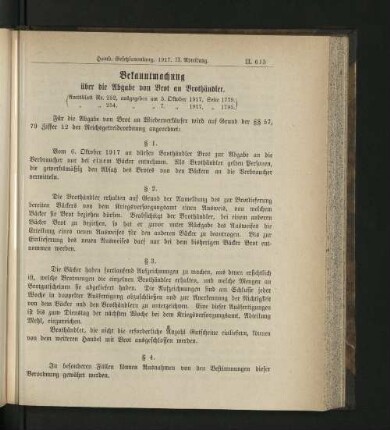 Hamb. Gesetzsammlung. 1917. II. Abteilung. II. 613
Bekanntmachung
über die Abgabe von Brot an Brothändler.
(Amtsblatt Nr. 252, ausgegeben am 5. Oktober 1917, Seite 1779,
„ „ 254, „ „ 7. „ 1917, „ 1795.)
Für die Abgabe von Brot an Wiederverkäufer wird auf Grund der §§ 57,
79 Ziffer 12 der Reichsgetreideordnung angeordnet:
§ 1.
Vom 6. Oktober 1917 an dürfen Brothändler Brot zur Abgabe an die
Verbraucher nur bei einem Bäcker entnehmen. Als Brothändler gelten Personen,
die gewerbsmäßig den Absatz des Brotes von den Bäckern an die Verbraucher
vermitteln.
§ 2.
Die Brothändler erhalten auf Grund der Anmeldung des zur Brotlieferung
bereiten Bäckers von dem Kriegsversorgungsamt einen Ausweis, von welchem
Bäcker sie Brot beziehen dürfen. Beabsichtigt der Brothändler, bei einem anderen
Bäcker das Brot zu beziehen, so hat er zuvor unter Rückgabe des Ausweises die
Erteilung eines neuen Ausweises für den anderen Bäcker zu beantragen. Bis zur
Einlieferung des neuen Ausweises darf nur bei dem bisherigen Bäcker Brot ent-
nommen werden.
§ 3.
Die Bäcker haben fortlaufend Aufzeichnungen zu machen, aus denen ersichtlich
ist, welche Brotmengen die einzelnen Brothändler erhalten, und welche Mengen an
Brotgutscheinen sie abgeliefert haben. Die Aufzeichnungen sind am Schlusse jeder
Woche in doppelter Ausfertigung abzuschließen und zur Anerkennung der Richtigkeit
von dem Bäcker und den Brothändlern zu unterzeichnen. Eine dieser Ausfertigungen
ist bis zum Dienstag der nächsten Woche bei dem Kriegsversorgungsamt, Abteilung
Mehl, einzureichen.
Brothändler, die nicht die erforderliche Anzahl Gutscheine einliefern, können
von dem weiteren Handel mit Brot ausgeschlossen werden.
§ 4.
In besonderen Fällen können Ausnahmen von den Bestimmungen dieser
Verordnung gewährt werden.